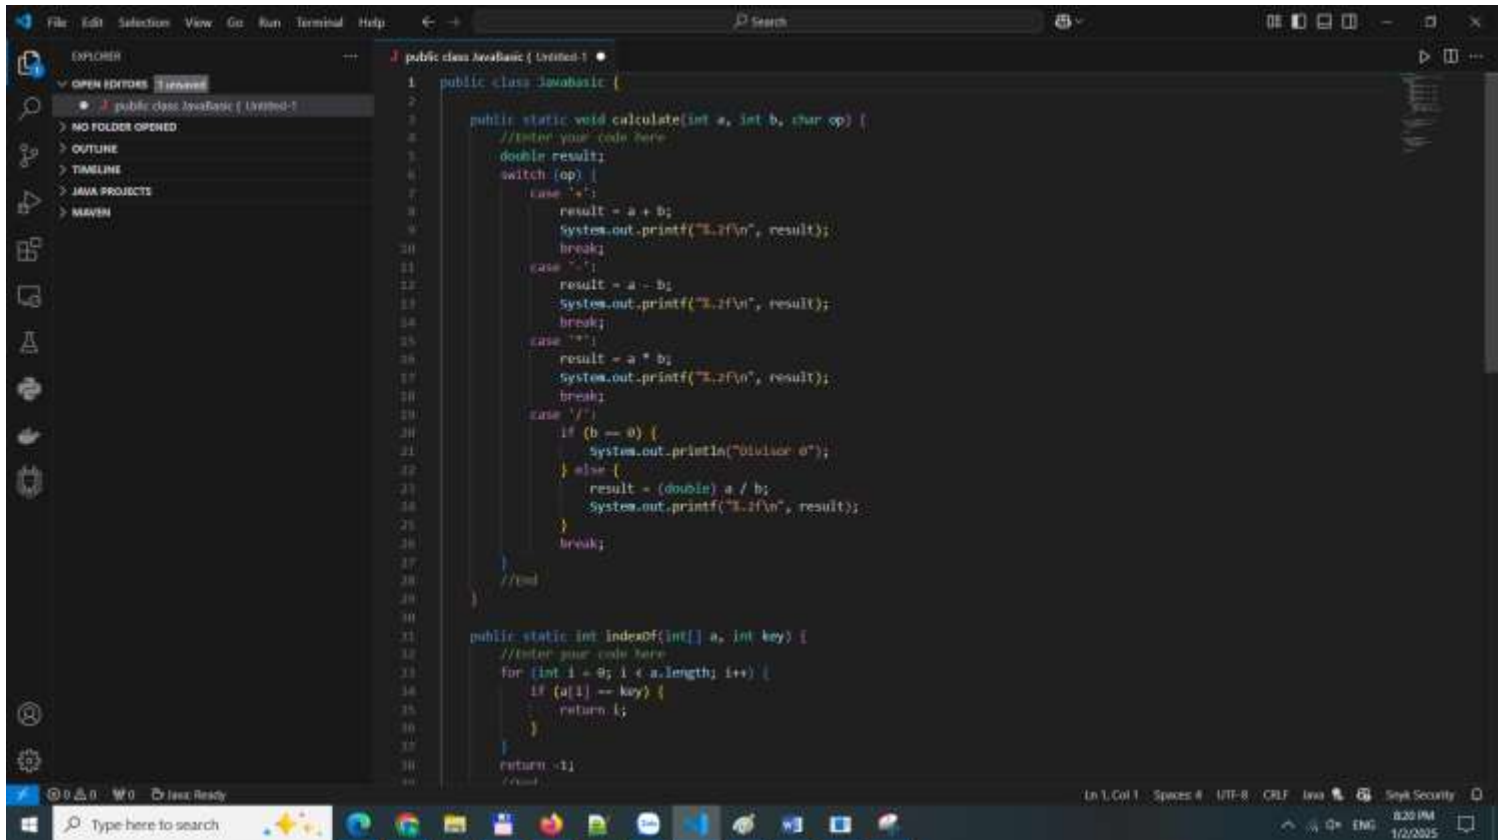 File Edit Selection View Go Run Terminal Help
Search
EXPLORER
OPEN EDITORS 1 unsaved
public class JavaBasic { Untitled-1
NO FOLDER OPENED
OUTLINE
TIMELINE
JAVA PROJECTS
MAVEN
public class JavaBasic { Untitled-1
1 public class JavaBasic {
2
3 public static void calculate(int a, int b, char op) {
4 //Enter your code here
5 double result;
6 switch (op) {
7 case '+':
8 result = a + b;
9 System.out.printf("%.2f\n", result);
10 break;
11 case '-':
12 result = a - b;
13 System.out.printf("%.2f\n", result);
14 break;
15 case '*':
16 result = a * b;
17 System.out.printf("%.2f\n", result);
18 break;
19 case '/':
20 if (b == 0) {
21 System.out.println("Divisor 0");
22 } else {
23 result = (double) a / b;
24 System.out.printf("%.2f\n", result);
25 }
26 break;
27 }
28 //End
29 }
30
31 public static int indexOf(int[] a, int key) {
32 //Enter your code here
33 for (int i = 0; i < a.length; i++) {
34 if (a[i] == key) {
35 return i;
36 }
37 }
38 return -1;
39 //End
0 0 0 Java: Ready
Ln 1, Col 1 Spaces: 4 UTF-8 CRLF Java Snyk Security
Type here to search
Zalo
ENG
8:20 PM
1/2/2025